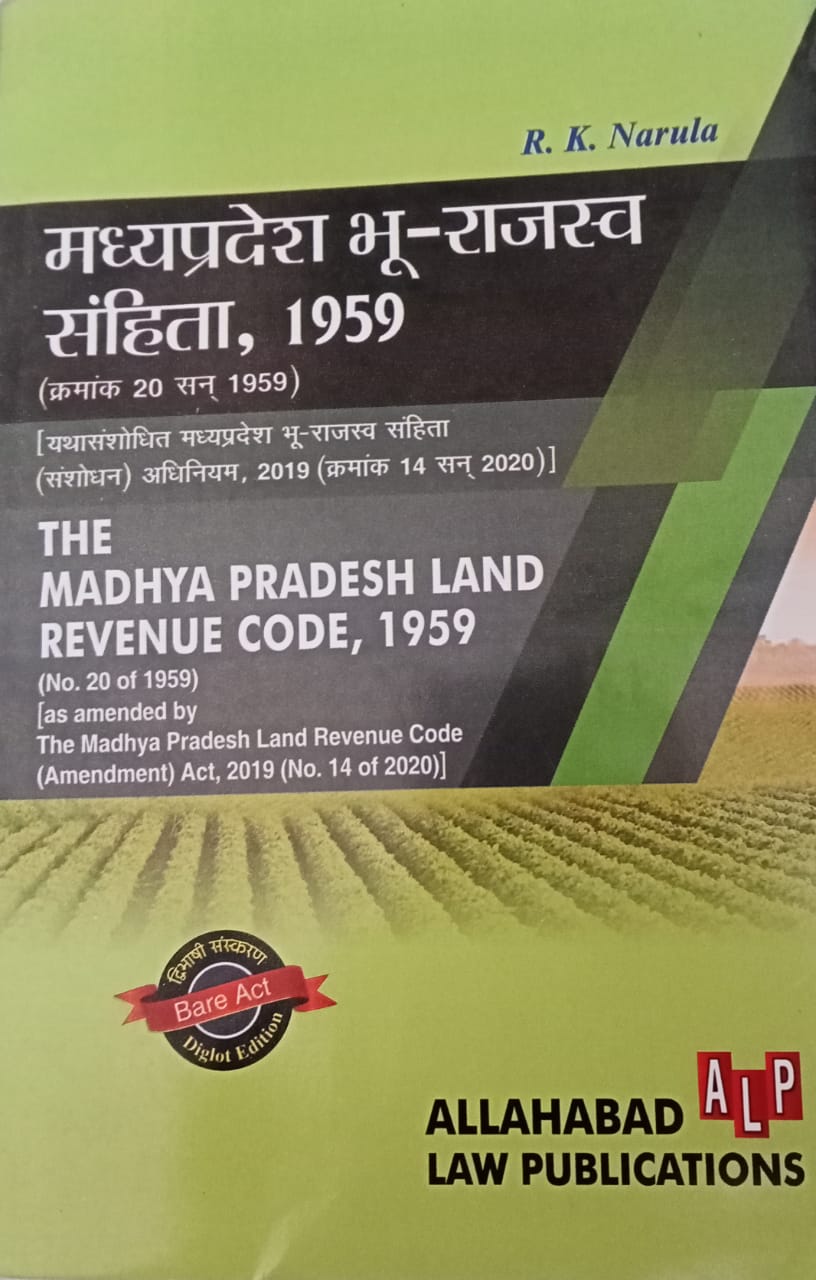 R. K. Narula
मध्यप्रदेश भू-राजस्व
संहिता, 1959
(क्रमांक 20 सन् 1959)
[यथासंशोधित मध्यप्रदेश भू-राजस्व संहिता
(संशोधन) अधिनियम, 2019 (क्रमांक 14 सन् 2020)]
THE
MADHYA PRADESH LAND
REVENUE CODE, 1959
(No. 20 of 1959)
[as amended by
The Madhya Pradesh Land Revenue Code
(Amendment) Act, 2019 (No. 14 of 2020)]
द्विभाषी संस्करण
Bare Act
Diglot Edition
ALP
ALLAHABAD
LAW PUBLICATIONS